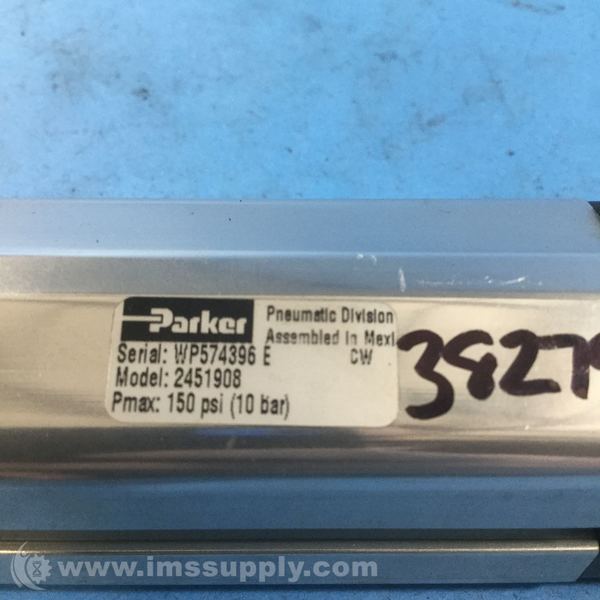 Parker Pneumatic Division
Assembled in Mexi
Serial: WP574396 E CW
Model: 2451908
Pmax: 150 psi (10 bar)
3827
www.imssupply.com